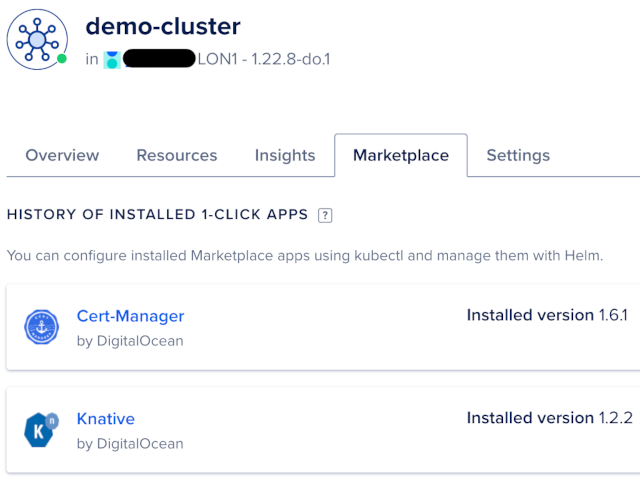 demo-cluster
in LON1 - 1.22.8-do.1
Overview Resources Insights Marketplace Settings
HISTORY OF INSTALLED 1-CLICK APPS ?
You can configure installed Marketplace apps using kubectl and manage them with Helm.
Cert-Manager Installed version 1.6.1
by DigitalOcean
K n Knative Installed version 1.2.2
by DigitalOcean